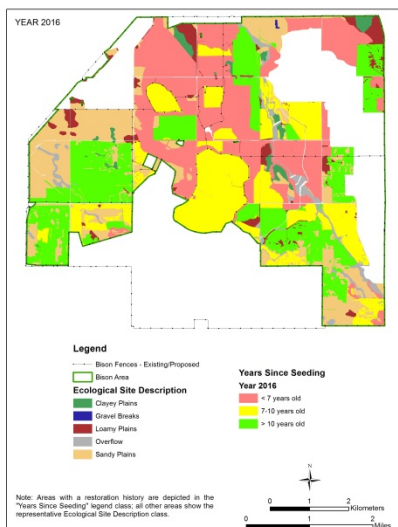 YEAR 2016
Legend
Bison Fences - Existing/Proposed
Bison Area
Ecological Site Description
Clayey Plains
Gravel Breaks
Loamy Plains
Overflow
Sandy Plains
Years Since Seeding
Year 2016
< 7 years old
7-10 years old
> 10 years old
Note: Areas with a restoration history are depicted in the
"Years Since Seeding" legend class; all other areas show the
representative Ecological Site Description class.
N
0 1 2
Kilometers
0 1 2
Miles